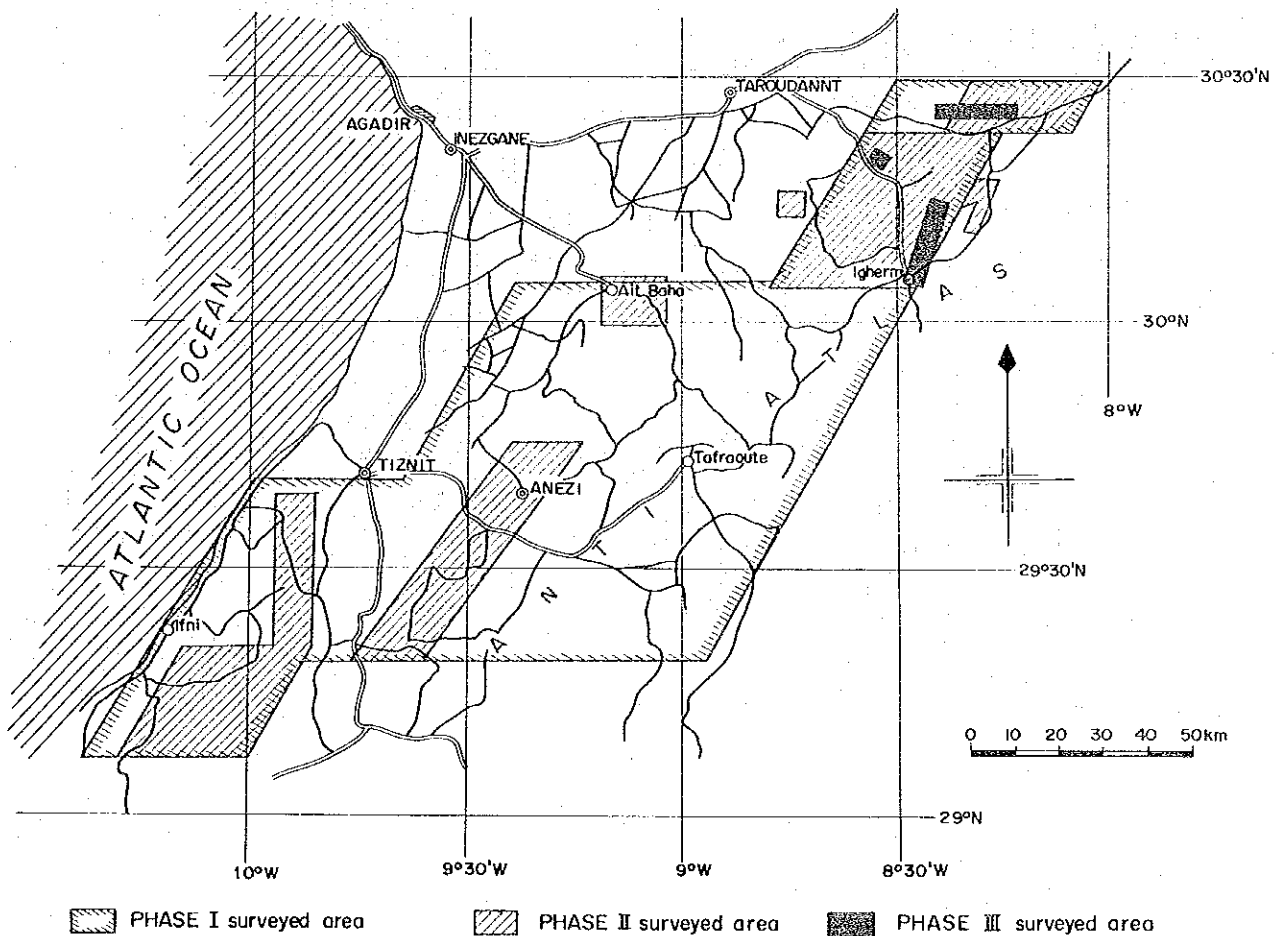 30°30'N
TAROUDANNT
AGADIR
INEZGANE
Igherm
Ait Baha
30°N
ANTI ATLAS
8°W
ATLANTIC OCEAN
Tafraoute
TIZNIT
ANEZI
29°30'N
Ifni
0 10 20 30 40 50km
29°N
10°W 9°30'W 9°W 8°30'W
PHASE I surveyed area PHASE II surveyed area PHASE III surveyed area